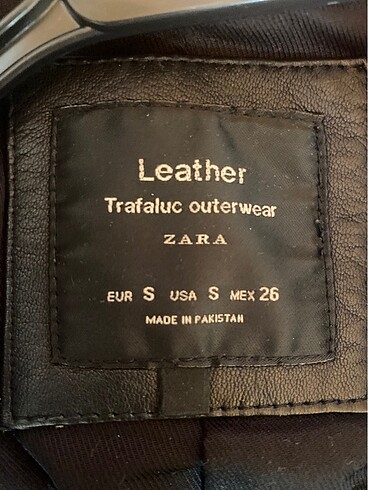 Leather
Trafaluc outerwear
ZARA
EUR S USA S MEX 26
MADE IN PAKISTAN